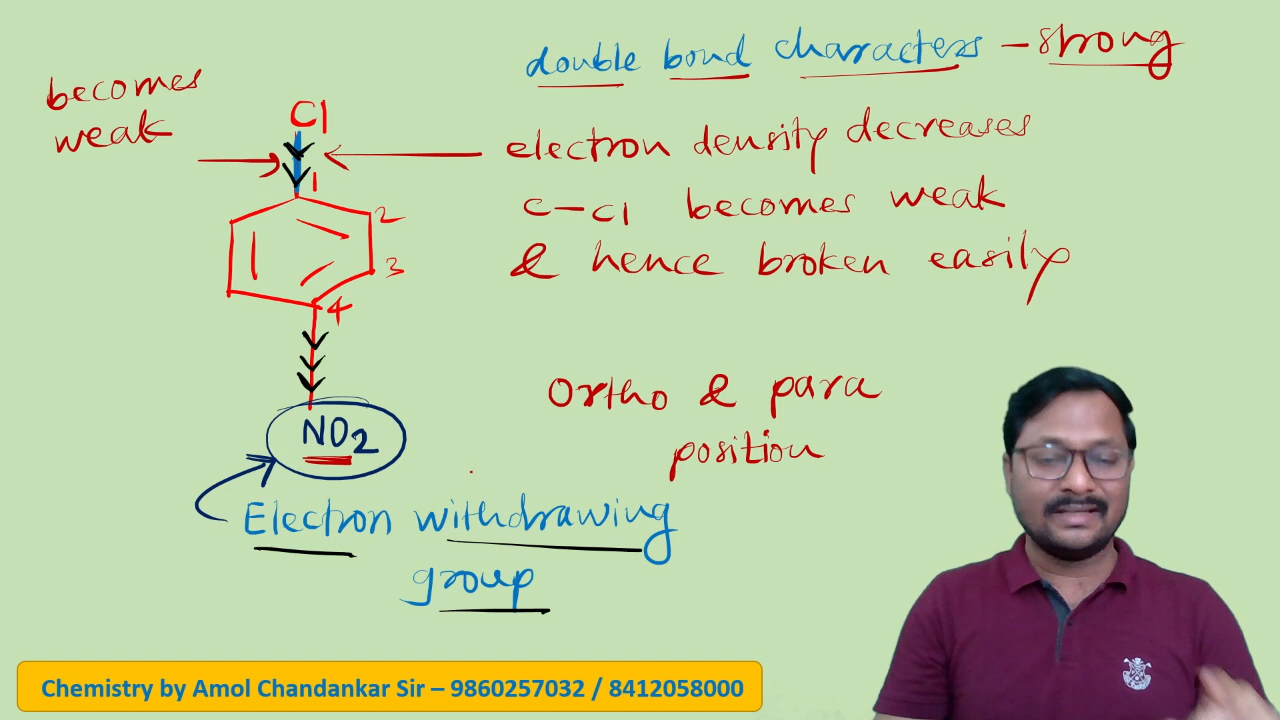 double bond characters - strong
becomes
weak
Cl
electron density decreases
1
C-Cl becomes weak
2
& hence broken easily
3
4
Ortho & para
position
NO2
Electron withdrawing
group
Chemistry by Amol Chandankar Sir – 9860257032 / 8412058000